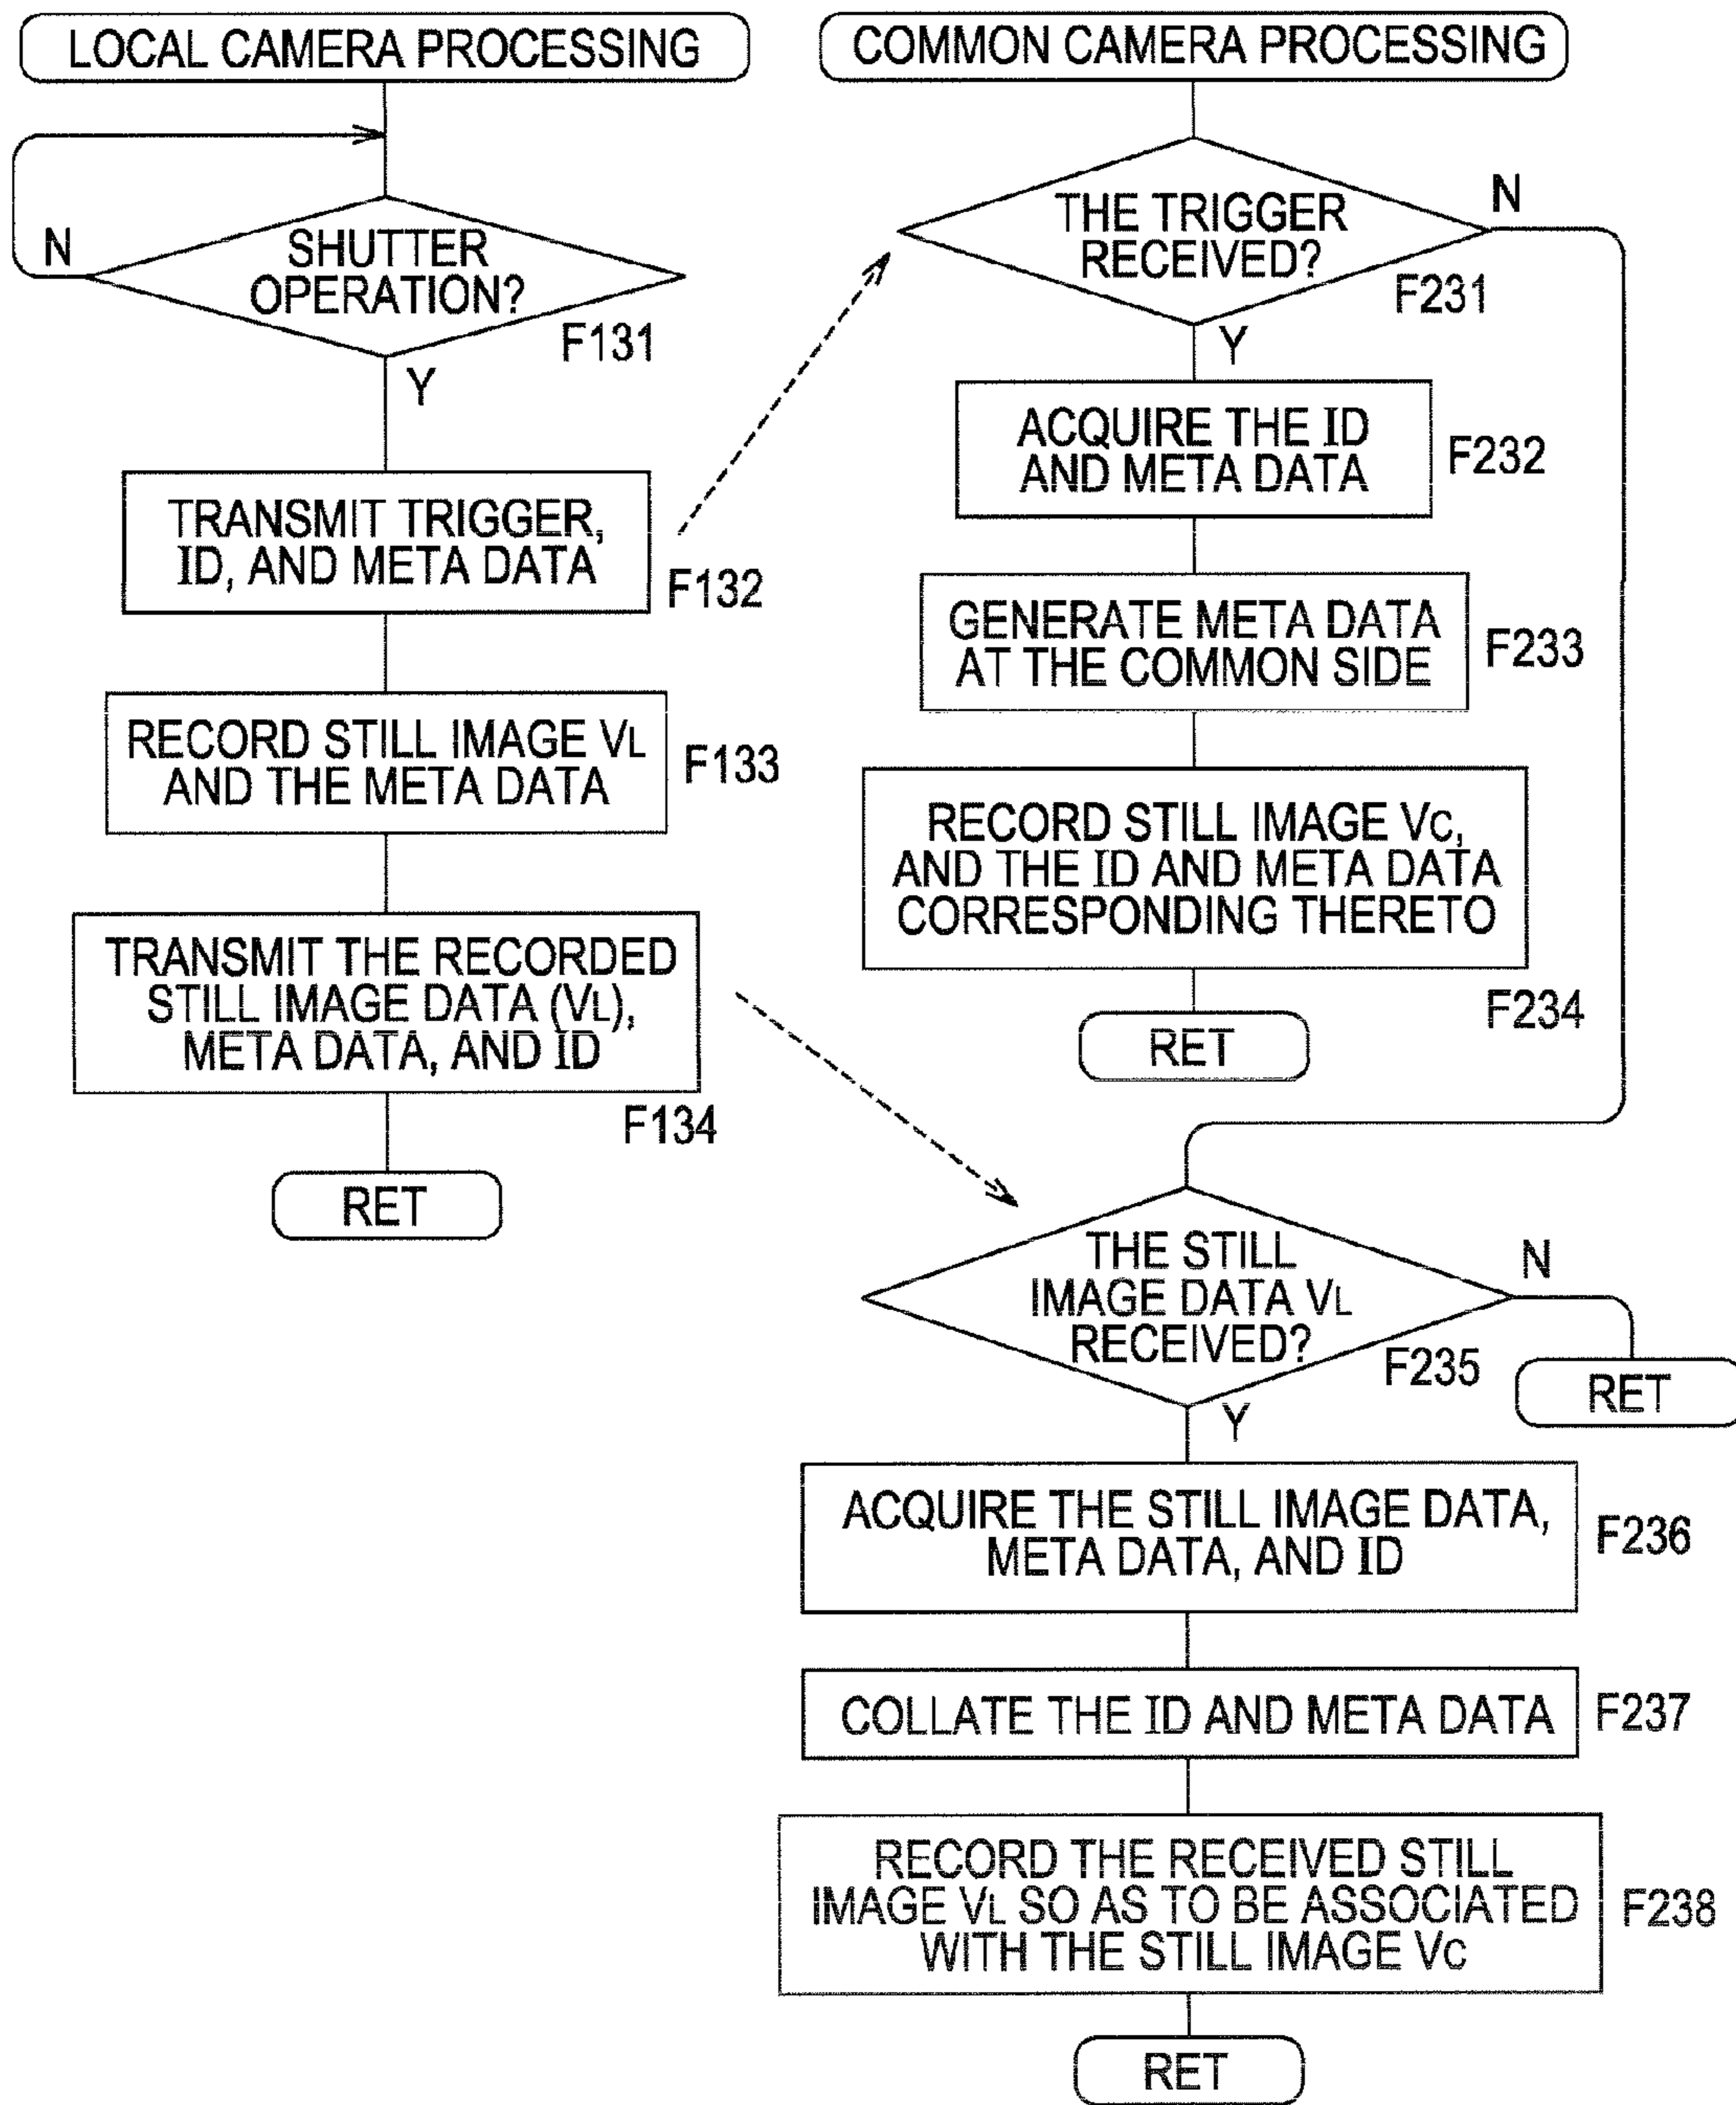 LOCAL CAMERA PROCESSING
N
SHUTTER
OPERATION?
F131
Y
TRANSMIT TRIGGER,
ID, AND META DATA
F132
RECORD STILL IMAGE VL
AND THE META DATA
F133
TRANSMIT THE RECORDED
STILL IMAGE DATA (VL),
META DATA, AND ID
F134
RET
COMMON CAMERA PROCESSING
THE TRIGGER
RECEIVED?
N
F231
Y
ACQUIRE THE ID
AND META DATA
F232
GENERATE META DATA
AT THE COMMON SIDE
F233
RECORD STILL IMAGE VC,
AND THE ID AND META DATA
CORRESPONDING THERETO
F234
RET
THE STILL
IMAGE DATA VL
RECEIVED?
N
F235
RET
Y
ACQUIRE THE STILL IMAGE DATA,
META DATA, AND ID
F236
COLLATE THE ID AND META DATA
F237
RECORD THE RECEIVED STILL
IMAGE VL SO AS TO BE ASSOCIATED
WITH THE STILL IMAGE VC
F238
RET